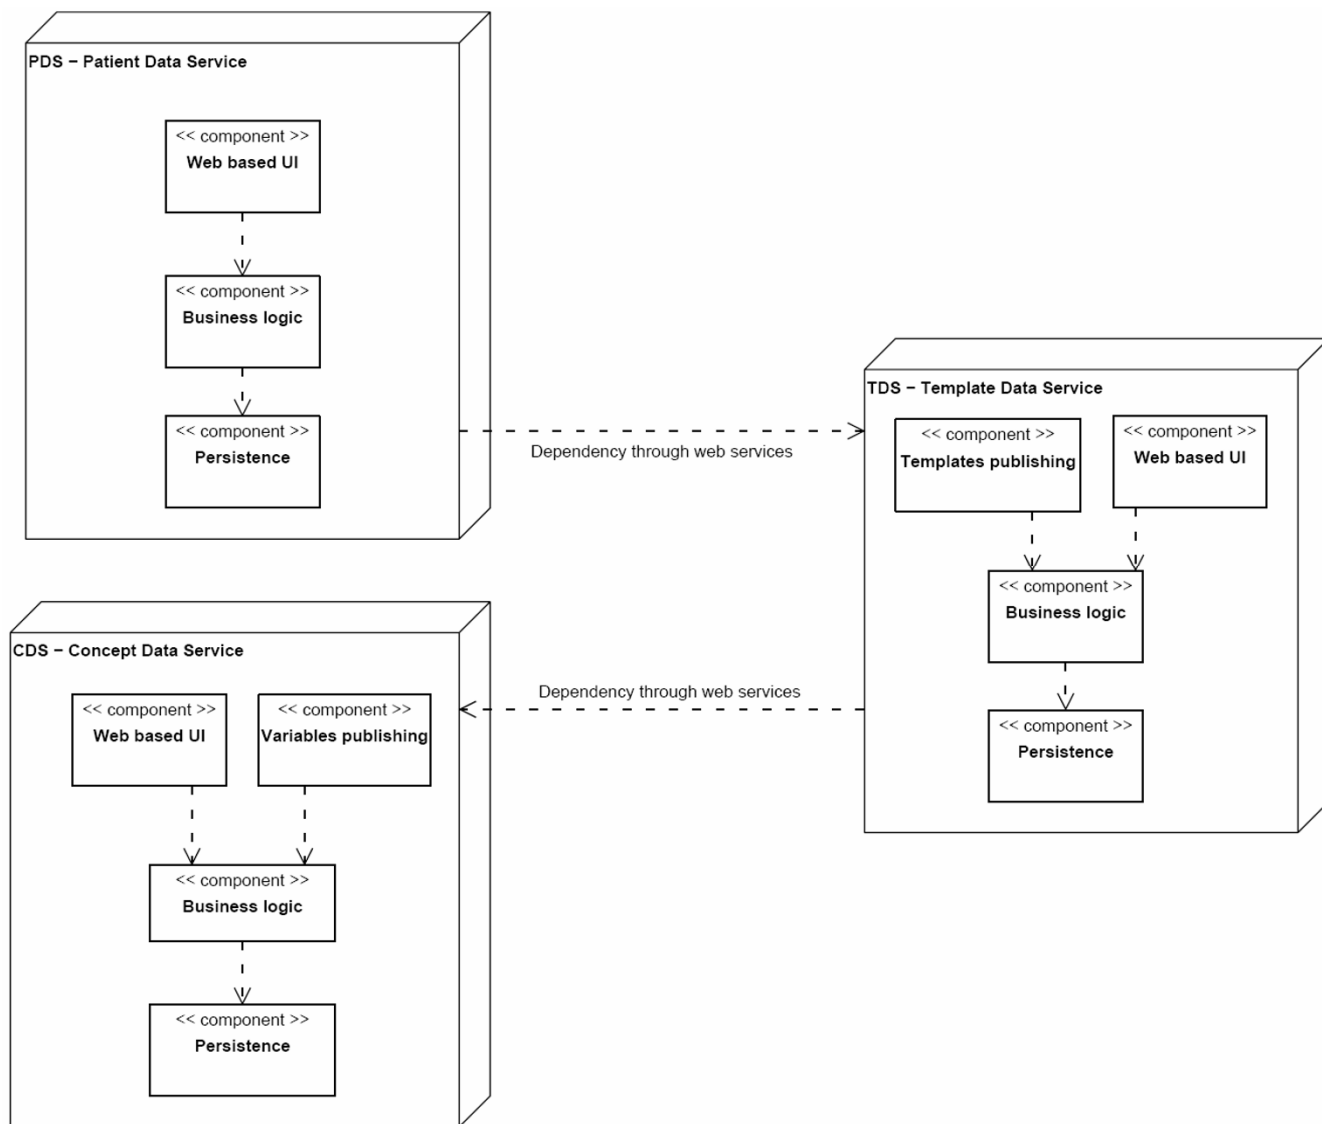 PDS − Patient Data Service
<< component >>
Web based UI
<< component >>
Business logic
<< component >>
Persistence
Dependency through web services
TDS − Template Data Service
<< component >>
Templates publishing
<< component >>
Web based UI
<< component >>
Business logic
<< component >>
Persistence
Dependency through web services
CDS − Concept Data Service
<< component >>
Web based UI
<< component >>
Variables publishing
<< component >>
Business logic
<< component >>
Persistence